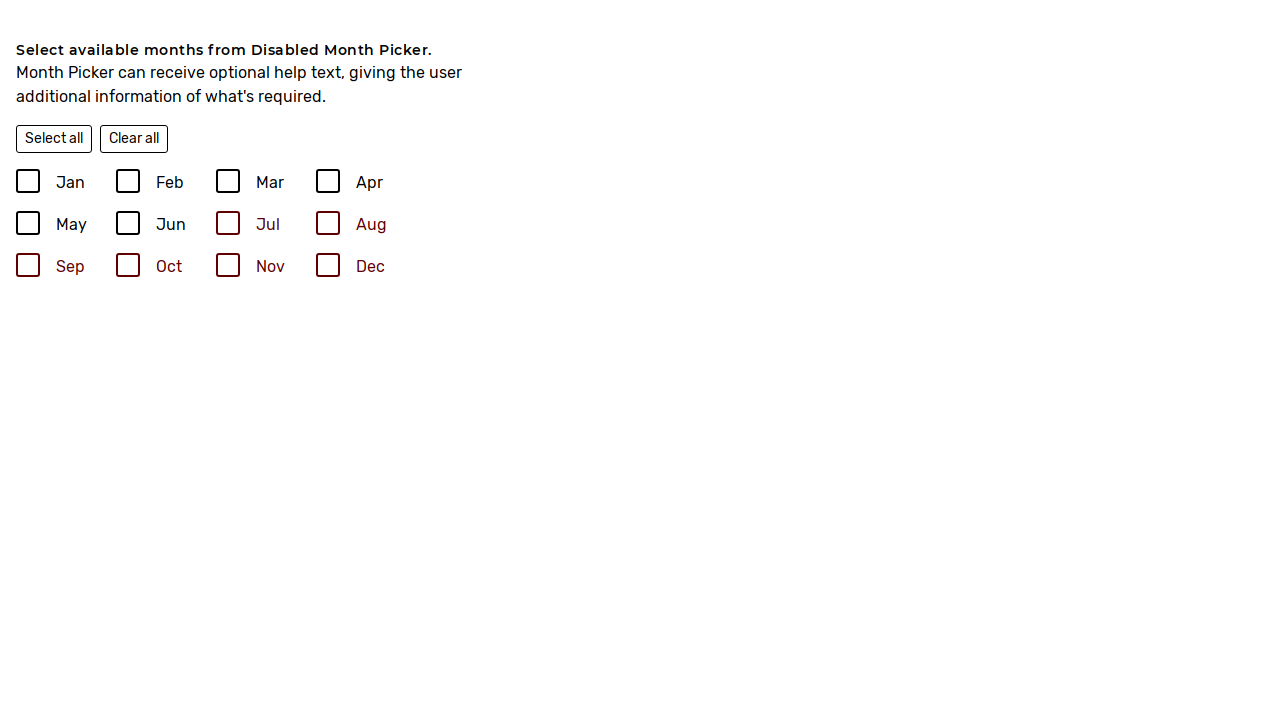 Select available months from Disabled Month Picker.
Month Picker can receive optional help text, giving the user
additional information of what's required.
Select all Clear all
Jan Feb Mar Apr
May Jun Jul Aug
Sep Oct Nov Dec